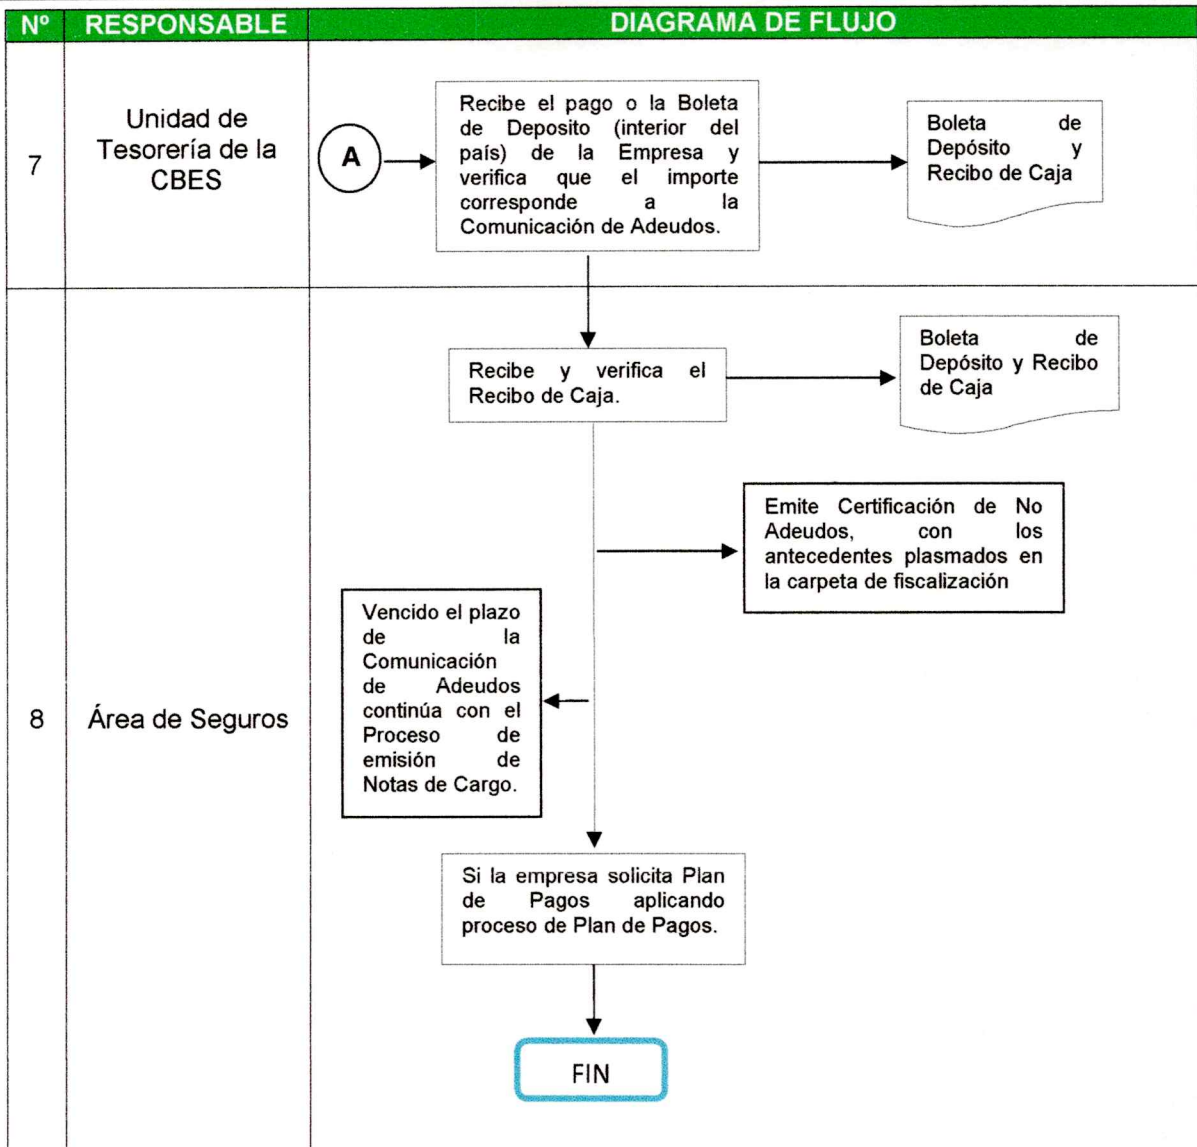 Nº RESPONSABLE DIAGRAMA DE FLUJO
7
Unidad de
Tesorería de la
CBES
A
Recibe el pago o la Boleta
de Deposito (interior del
país) de la Empresa y
verifica que el importe
corresponde a la
Comunicación de Adeudos.
Boleta de
Depósito y
Recibo de Caja
8
Área de Seguros
Recibe y verifica el
Recibo de Caja.
Boleta de
Depósito y Recibo
de Caja
Emite Certificación de No
Adeudos, con los
antecedentes plasmados en
la carpeta de fiscalización
Vencido el plazo
de la
Comunicación
de Adeudos
continúa con el
Proceso de
emisión de
Notas de Cargo.
Si la empresa solicita Plan
de Pagos aplicando
proceso de Plan de Pagos.
FIN